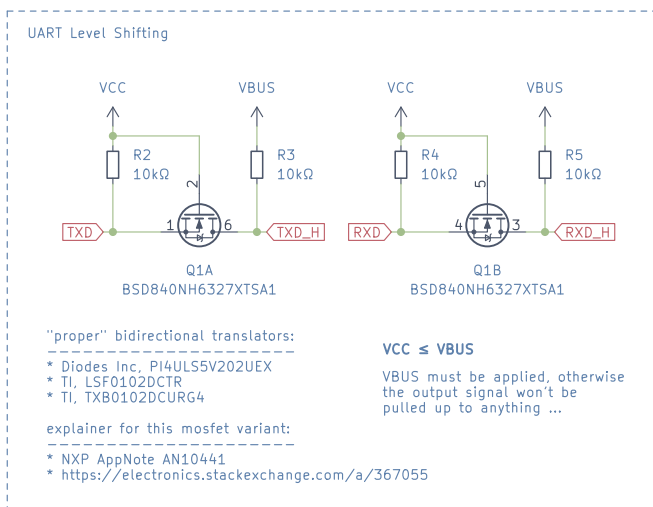 UART Level Shifting
VCC
VBUS
VCC
VBUS
R2
10kΩ
R3
10kΩ
R4
10kΩ
R5
10kΩ
2
5
TXD
1
6
TXD_H
RXD
4
3
RXD_H
Q1A
BSD840NH6327XTSA1
Q1B
BSD840NH6327XTSA1
"proper" bidirectional translators:
----------------------
* Diodes Inc, PI4ULS5V202UEX
* TI, LSF0102DCTR
* TI, TXB0102DCURG4
explainer for this mosfet variant:
----------------------
* NXP AppNote AN10441
* https://electronics.stackexchange.com/a/367055
VCC ≤ VBUS
VBUS must be applied, otherwise
the output signal won't be
pulled up to anything ...